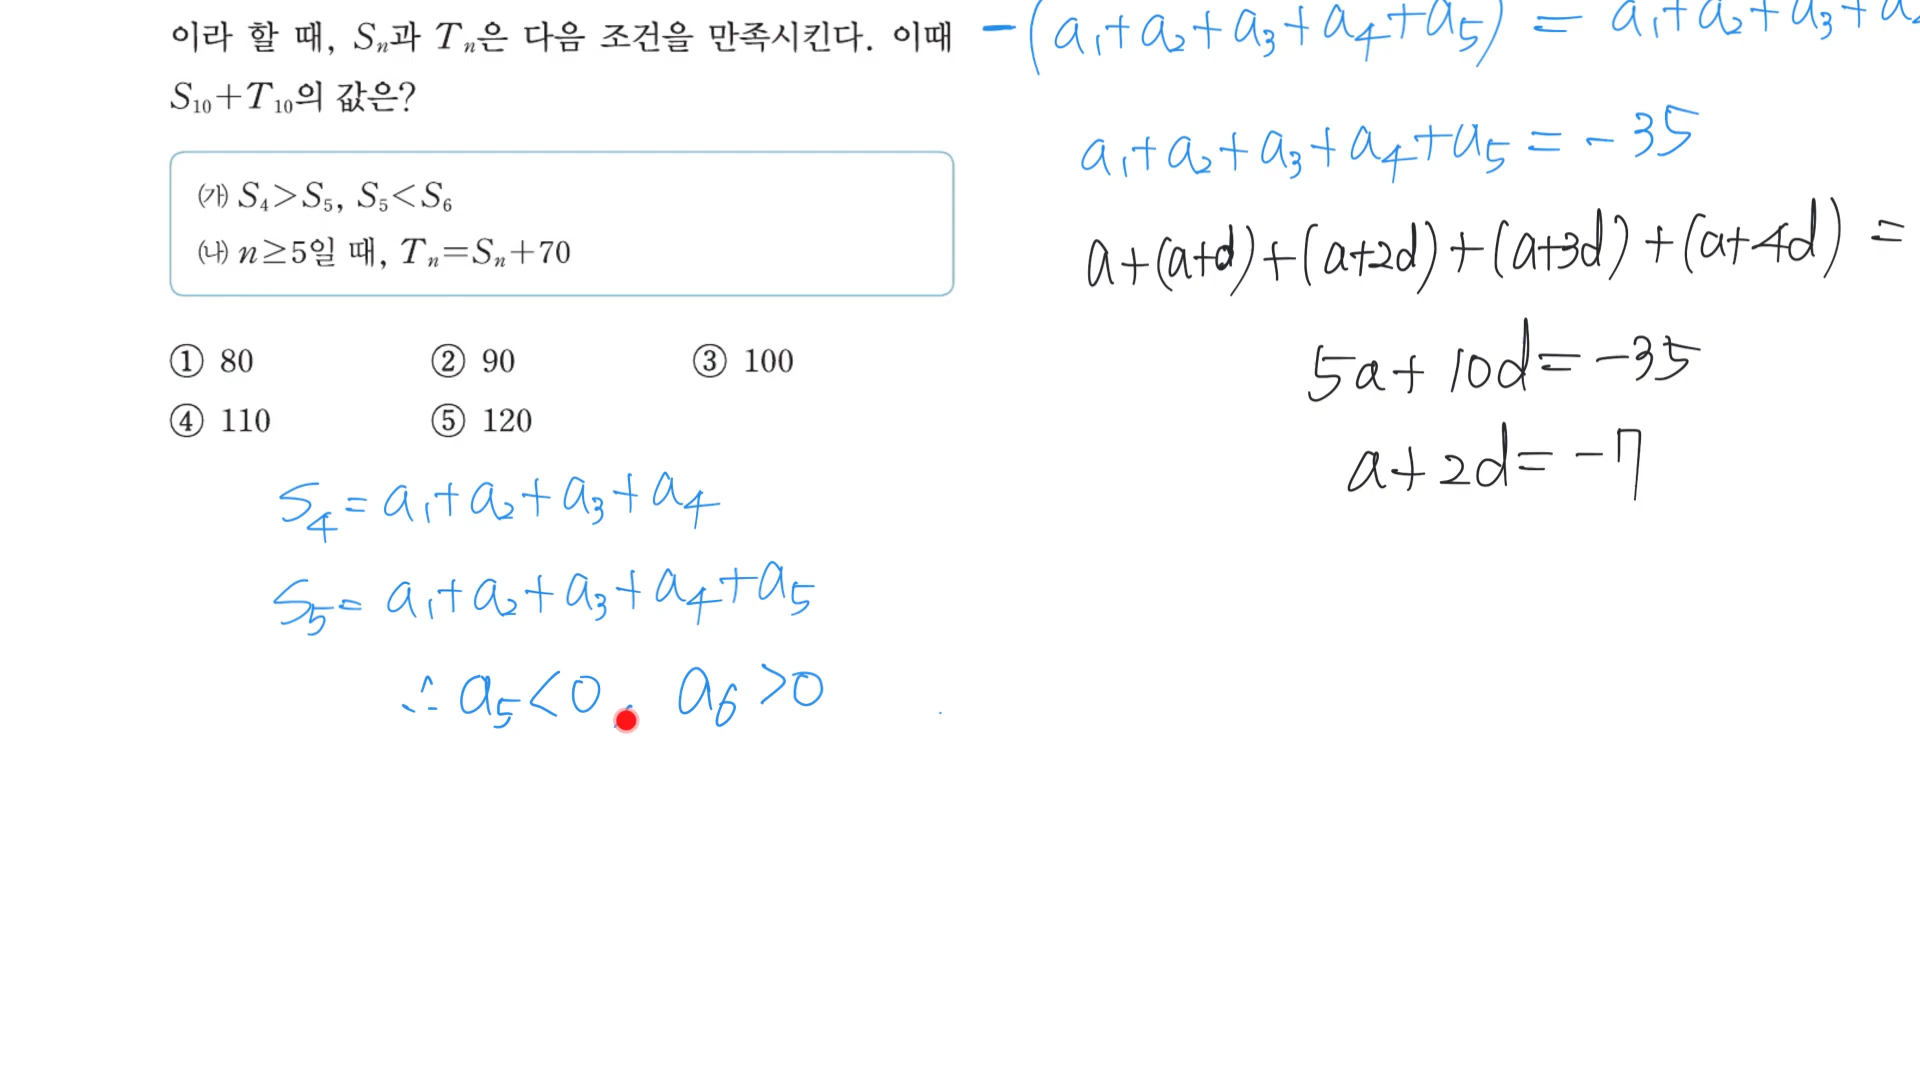 이라 할 때, Sₙ과 Tₙ은 다음 조건을 만족시킨다. 이때
S₁₀+T₁₀의 값은?
㈎ S₄>S₅, S₅<S₆
㈏ n≥5일 때, Tₙ=Sₙ+70
① 80 ② 90 ③ 100
④ 110 ⑤ 120
S₄=a₁+a₂+a₃+a₄
S₅=a₁+a₂+a₃+a₄+a₅
∴ a₅<0, a₆>0
-(a₁+a₂+a₃+a₄+a₅) = a₁+a₂+a₃+a
a₁+a₂+a₃+a₄+a₅ = -35
a+(a+d)+(a+2d)+(a+3d)+(a+4d) =
5a+10d=-35
a+2d=-7